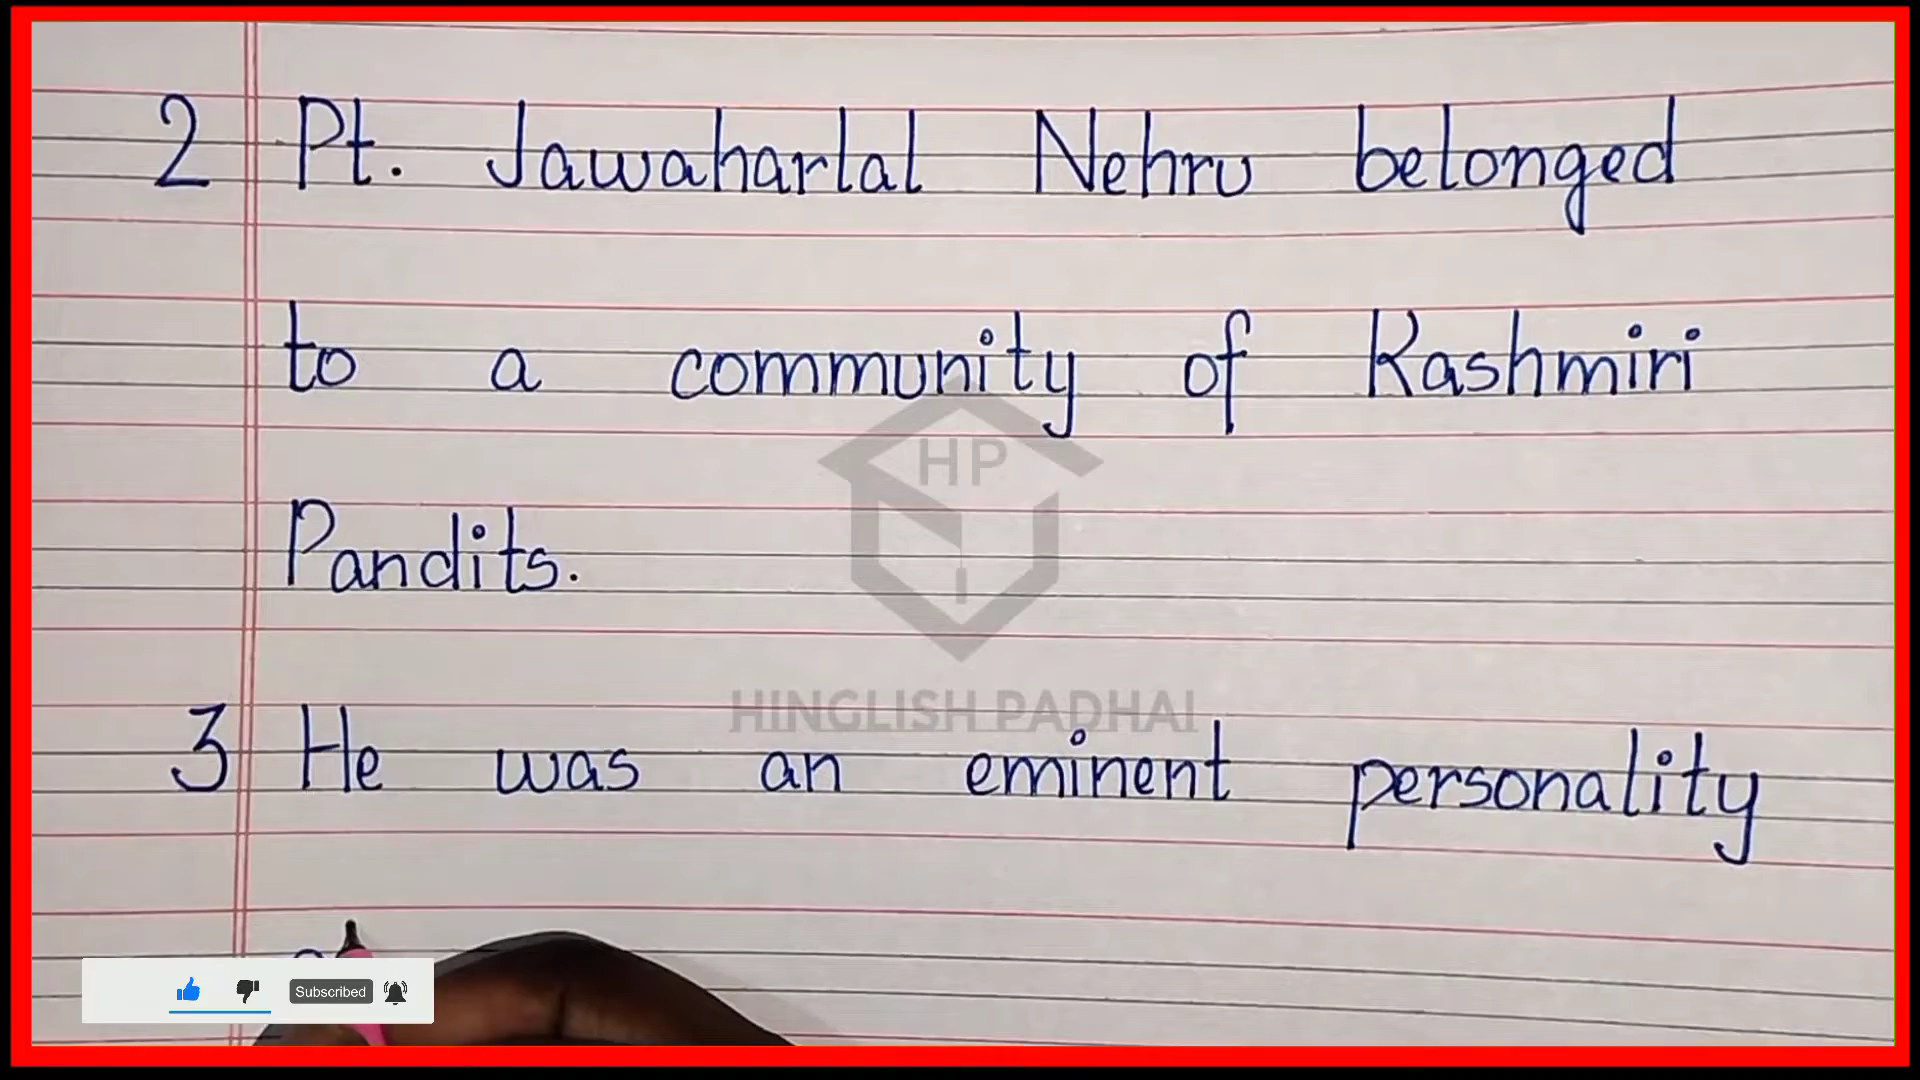 2 Pt. Jawaharlal Nehru belonged
to a community of Kashmiri
Pandits.
HP
HINGLISH PADHAI
3 He was an eminent personality
Subscribed